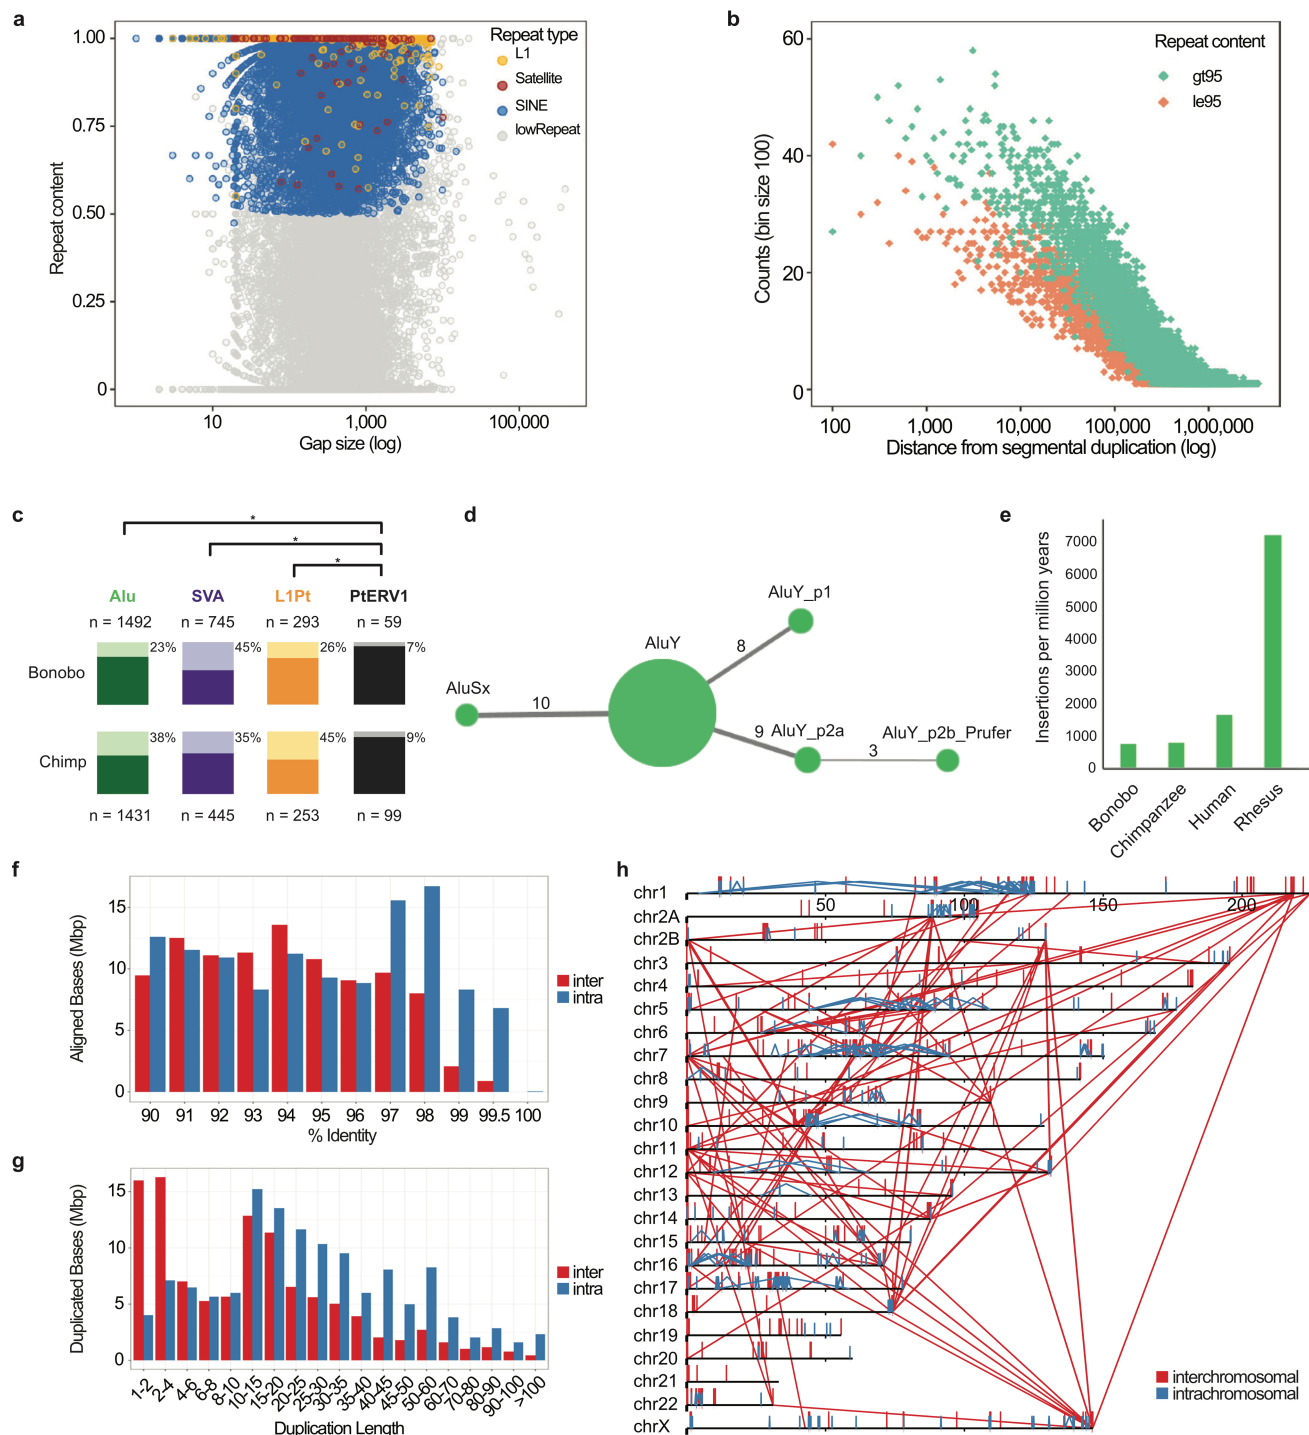 a
Repeat type
L1
Satellite
SINE
lowRepeat
1.00
0.75
0.50
0.25
0
Repeat content
10
1,000
100,000
Gap size (log)
b
Repeat content
gt95
le95
60
40
20
0
Counts (bin size 100)
100
1,000
10,000
100,000
1,000,000
Distance from segmental duplication (log)
c
*
*
*
Alu
SVA
L1Pt
PtERV1
n = 1492
n = 745
n = 293
n = 59
Bonobo
23%
45%
26%
7%
Chimp
38%
35%
45%
9%
n = 1431
n = 445
n = 253
n = 99
d
AluY_p1
AluY
8
AluSx
10
9
AluY_p2a
3
AluY_p2b_Prufer
e
Insertions per million years
7000
6000
5000
4000
3000
2000
1000
0
Bonobo
Chimpanzee
Human
Rhesus
f
Aligned Bases (Mbp)
15
10
5
0
90
91
92
93
94
95
96
97
98
99
99.5
100
% Identity
inter
intra
g
Duplicated Bases (Mbp)
15
10
5
0
1-2
2-4
4-6
6-8
8-10
10-15
15-20
20-25
25-30
30-35
35-40
40-45
45-50
50-60
60-70
70-80
80-90
90-100
>100
Duplication Length
inter
intra
h
chr1
50
100
150
200
chr2A
chr2B
chr3
chr4
chr5
chr6
chr7
chr8
chr9
chr10
chr11
chr12
chr13
chr14
chr15
chr16
chr17
chr18
chr19
chr20
chr21
chr22
chrX
interchromosomal
intrachromosomal